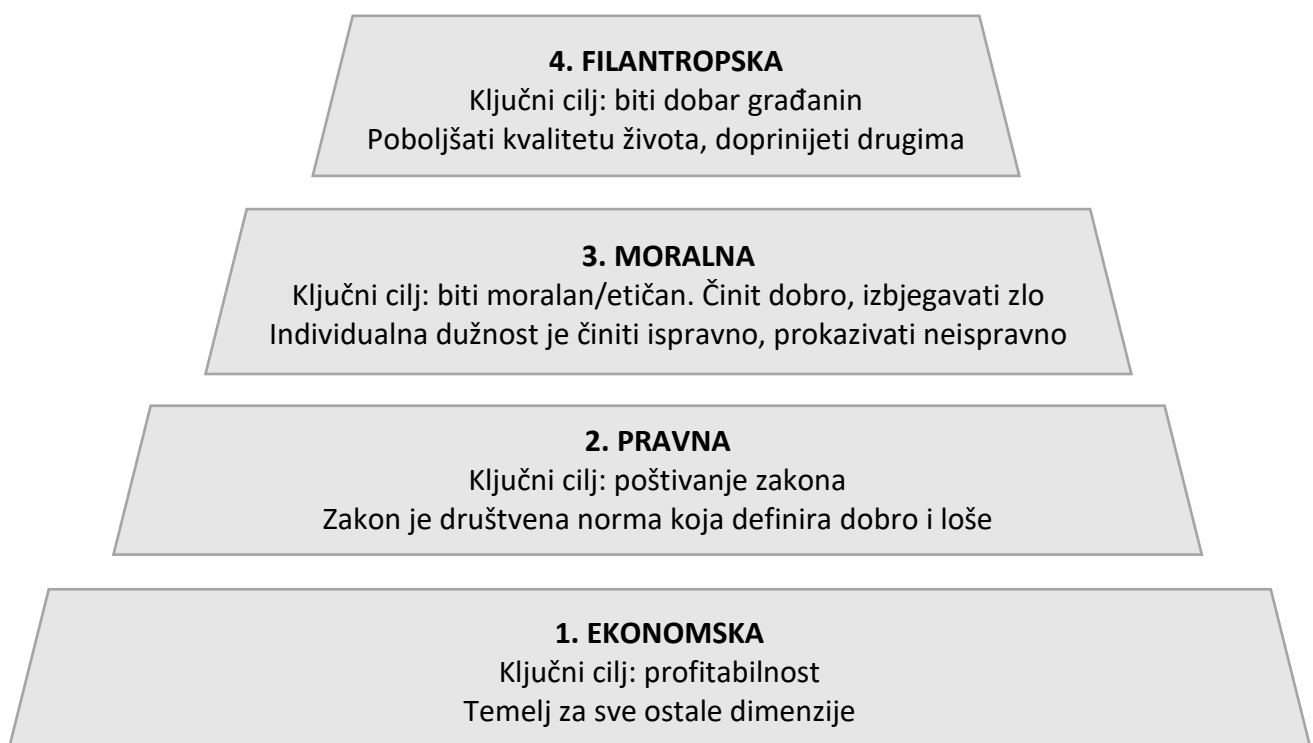 4. FILANTROPSKA
Ključni cilj: biti dobar građanin
Poboljšati kvalitetu života, doprinijeti drugima
3. MORALNA
Ključni cilj: biti moralan/etičan. Činit dobro, izbjegavati zlo
Individualna dužnost je činiti ispravno, prokazivati neispravno
2. PRAVNA
Ključni cilj: poštivanje zakona
Zakon je društvena norma koja definira dobro i loše
1. EKONOMSKA
Ključni cilj: profitabilnost
Temelj za sve ostale dimenzije